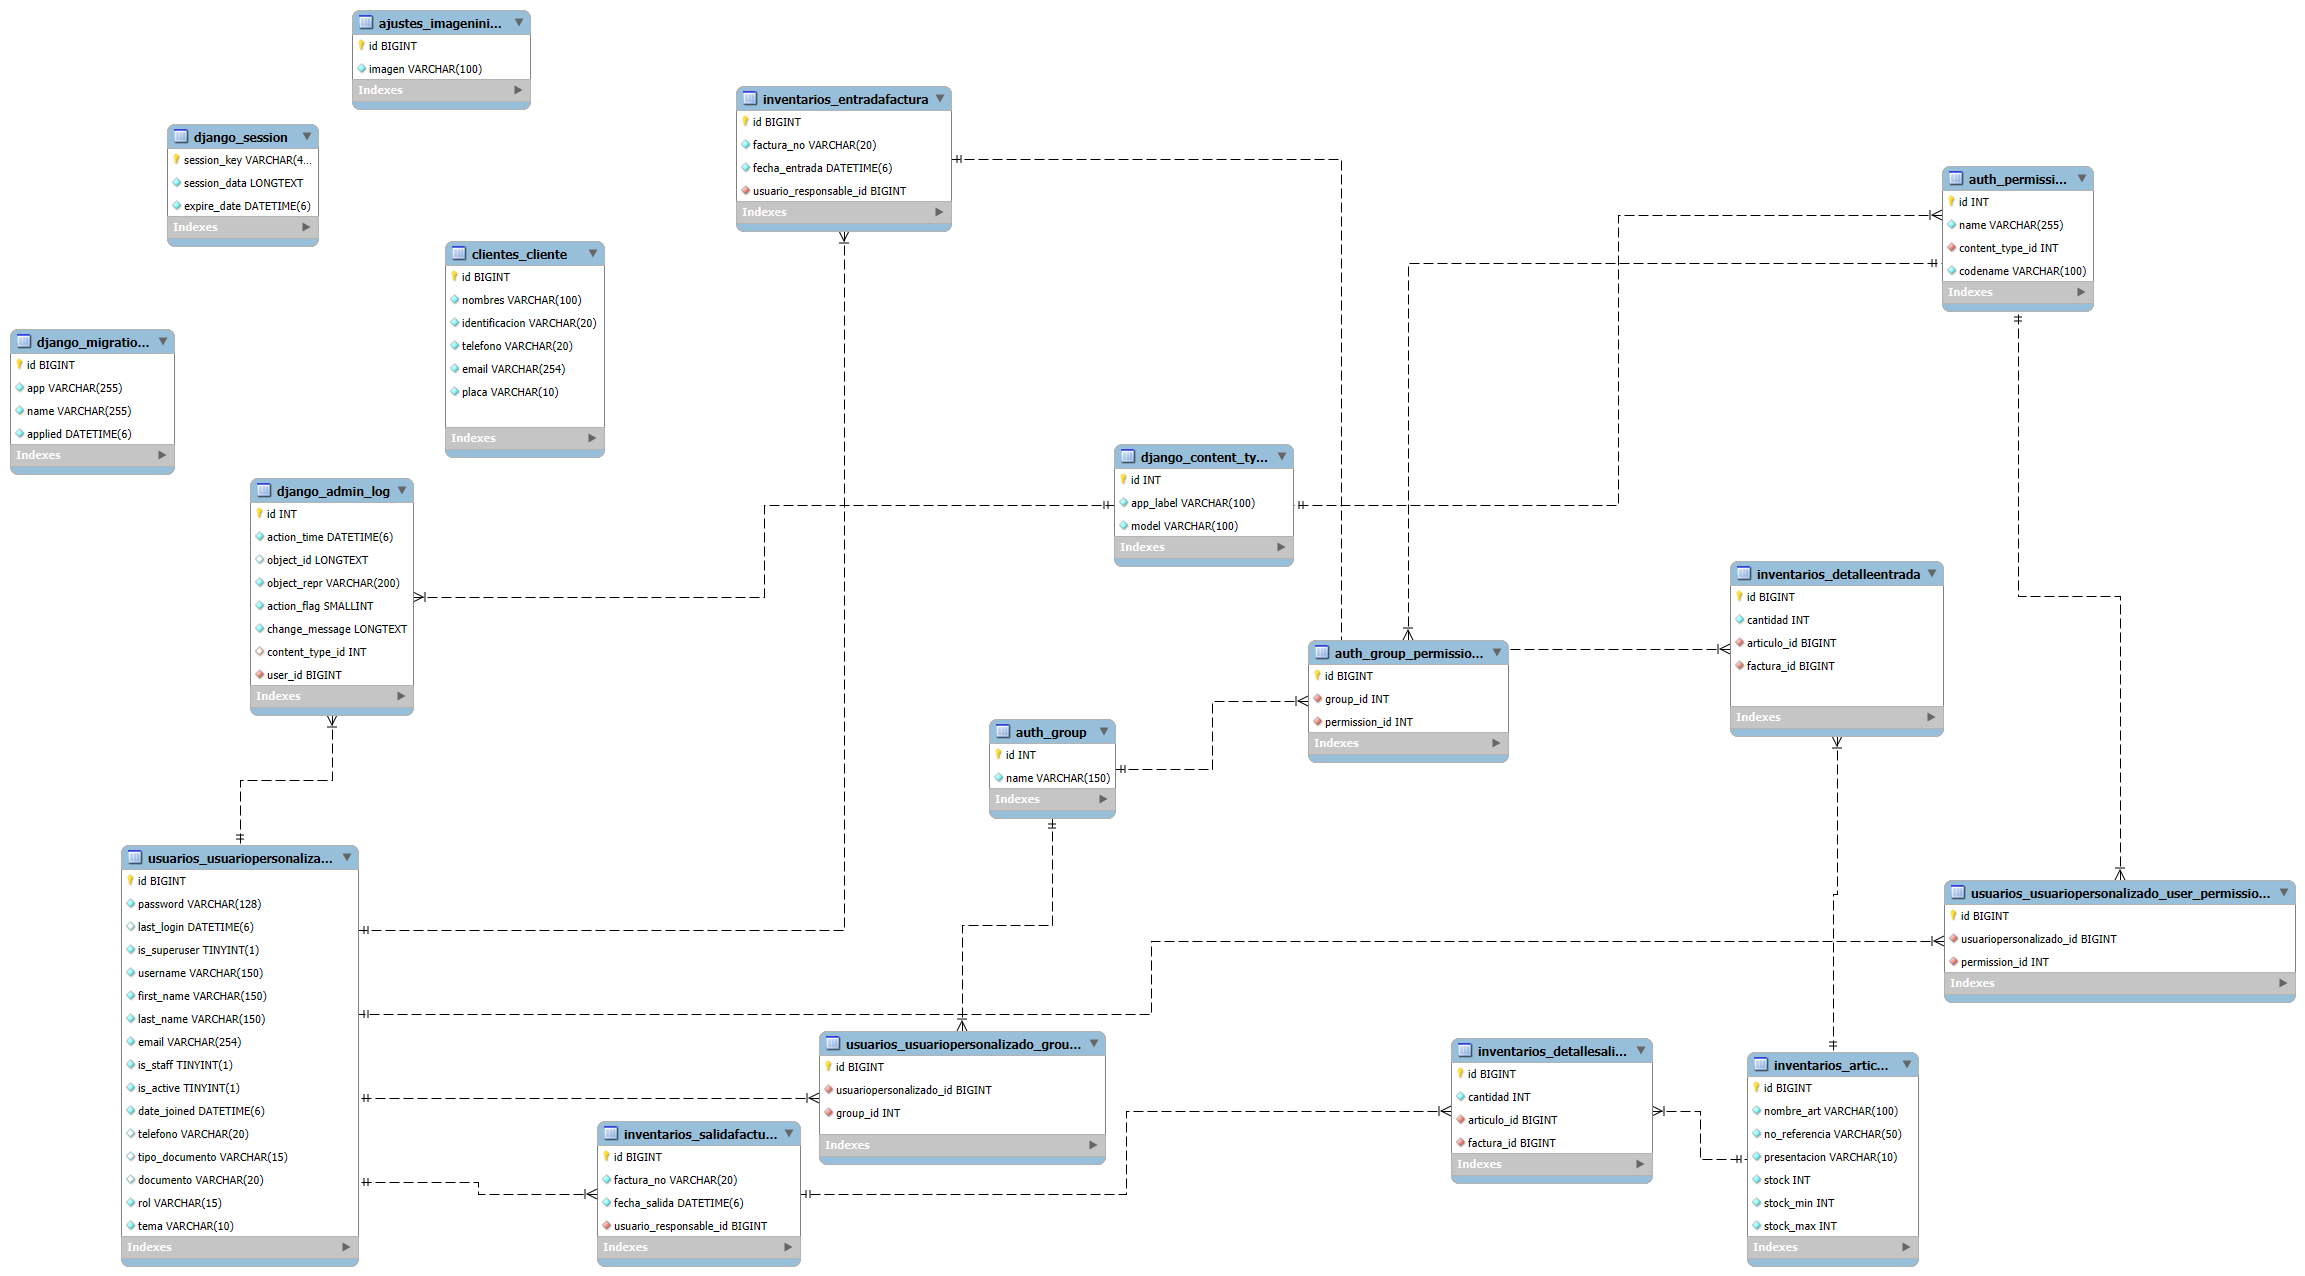 ajustes_imagenini...
id BIGINT
imagen VARCHAR(100)
Indexes
inventarios_entradafactura
id BIGINT
factura_no VARCHAR(20)
fecha_entrada DATETIME(6)
usuario_responsable_id BIGINT
Indexes
django_session
session_key VARCHAR(4...
session_data LONGTEXT
expire_date DATETIME(6)
Indexes
auth_permissi...
id INT
name VARCHAR(255)
content_type_id INT
codename VARCHAR(100)
Indexes
clientes_cliente
id BIGINT
nombres VARCHAR(100)
identificacion VARCHAR(20)
telefono VARCHAR(20)
email VARCHAR(254)
placa VARCHAR(10)
Indexes
django_migratio...
id BIGINT
app VARCHAR(255)
name VARCHAR(255)
applied DATETIME(6)
Indexes
django_content_ty...
id INT
app_label VARCHAR(100)
model VARCHAR(100)
Indexes
django_admin_log
id INT
action_time DATETIME(6)
object_id LONGTEXT
object_repr VARCHAR(200)
action_flag SMALLINT
change_message LONGTEXT
content_type_id INT
user_id BIGINT
Indexes
inventarios_detalleentrada
id BIGINT
cantidad INT
articulo_id BIGINT
factura_id BIGINT
Indexes
auth_group_permissio...
id BIGINT
group_id INT
permission_id INT
Indexes
auth_group
id INT
name VARCHAR(150)
Indexes
usuarios_usuariopersonaliza...
id BIGINT
password VARCHAR(128)
last_login DATETIME(6)
is_superuser TINYINT(1)
username VARCHAR(150)
first_name VARCHAR(150)
last_name VARCHAR(150)
email VARCHAR(254)
is_staff TINYINT(1)
is_active TINYINT(1)
date_joined DATETIME(6)
telefono VARCHAR(20)
tipo_documento VARCHAR(15)
documento VARCHAR(20)
rol VARCHAR(15)
tema VARCHAR(10)
Indexes
usuarios_usuariopersonalizado_user_permissio...
id BIGINT
usuariopersonalizado_id BIGINT
permission_id INT
Indexes
usuarios_usuariopersonalizado_grou...
id BIGINT
usuariopersonalizado_id BIGINT
group_id INT
Indexes
inventarios_detallesali...
id BIGINT
cantidad INT
articulo_id BIGINT
factura_id BIGINT
Indexes
inventarios_artic...
id BIGINT
nombre_art VARCHAR(100)
no_referencia VARCHAR(50)
presentacion VARCHAR(10)
stock INT
stock_min INT
stock_max INT
Indexes
inventarios_salidafactu...
id BIGINT
factura_no VARCHAR(20)
fecha_salida DATETIME(6)
usuario_responsable_id BIGINT
Indexes